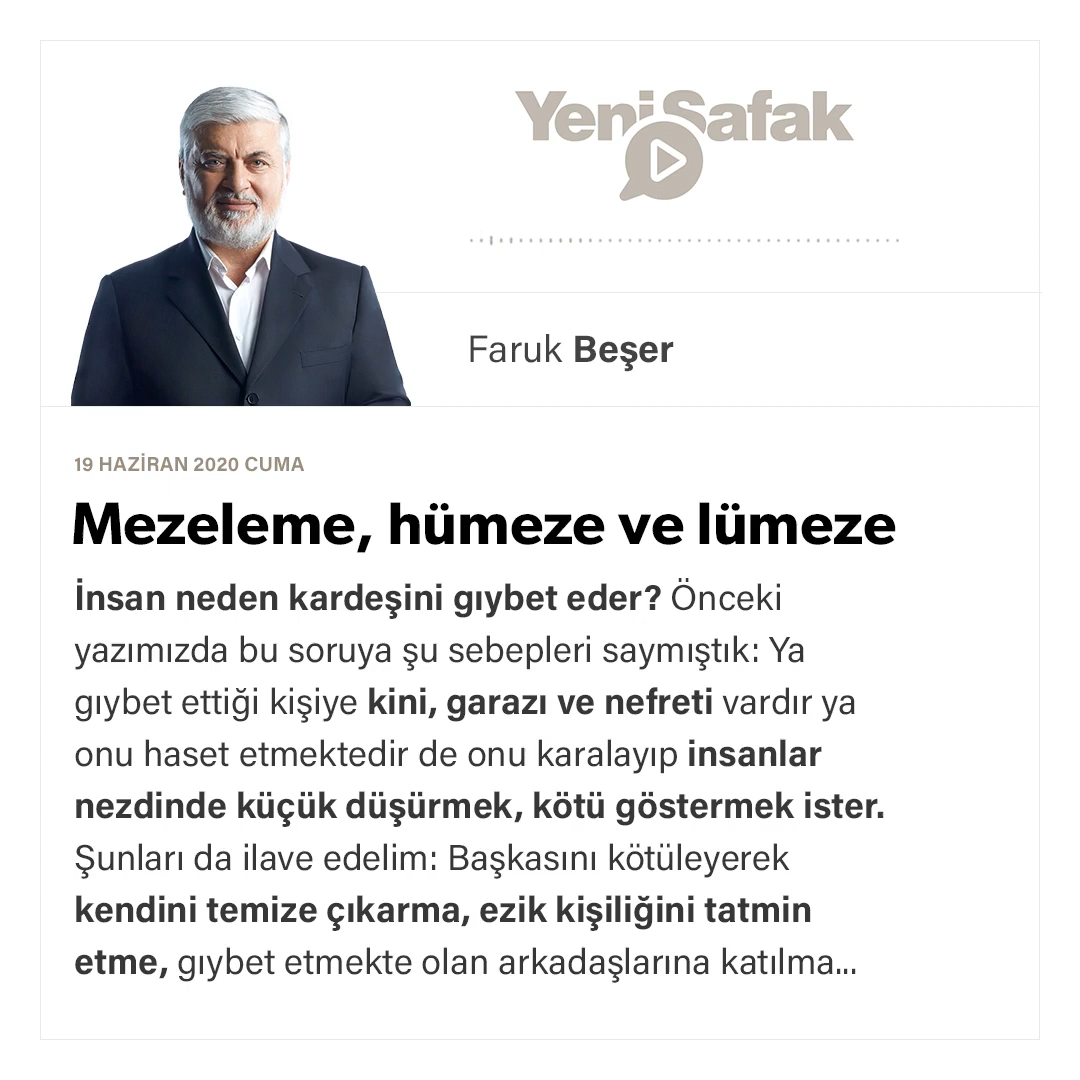 Yeni Şafak
Faruk Beşer
19 HAZİRAN 2020 CUMA
Mezeleme, hümeze ve lümeze
İnsan neden kardeşini gıybet eder? Önceki
yazımızda bu soruya şu sebepleri saymıştık: Ya
gıybet ettiği kişiye kini, garazı ve nefreti vardır ya
onu haset etmektedir de onu karalayıp insanlar
nezdinde küçük düşürmek, kötü göstermek ister.
Şunları da ilave edelim: Başkasını kötüleyerek
kendini temize çıkarma, ezik kişiliğini tatmin
etme, gıybet etmekte olan arkadaşlarına katılma...